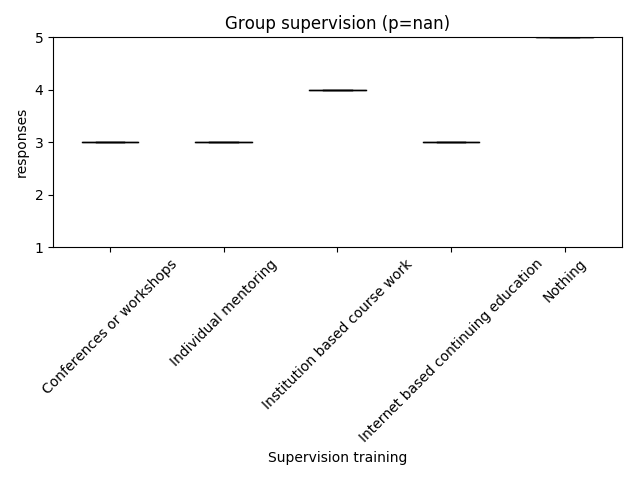 Group supervision (p=nan)
responses
5
4
3
2
1
Conferences or workshops
Individual mentoring
Institution based course work
Internet based continuing education
Nothing
Supervision training